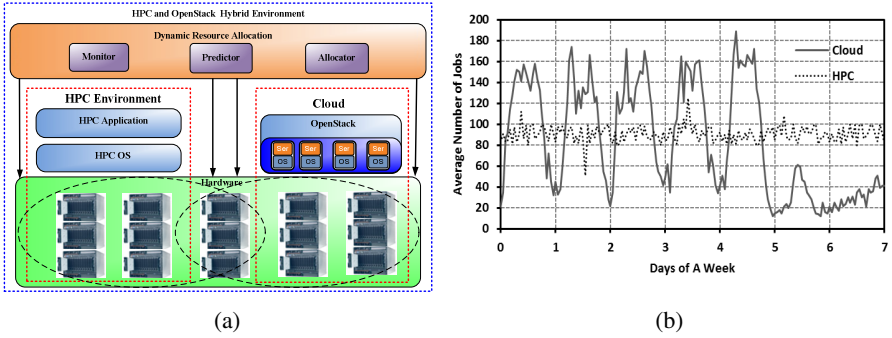 HPC and OpenStack Hybrid Environment
Dynamic Resource Allocation
Monitor
Predictor
Allocator
HPC Environment
HPC Application
HPC OS
Cloud
OpenStack
Ser Ser Ser Ser
OS OS OS OS
Hardware
(a)
Average Number of Jobs
200
180
160
140
120
100
80
60
40
20
0
Cloud
HPC
0 1 2 3 4 5 6 7
Days of A Week
(b)